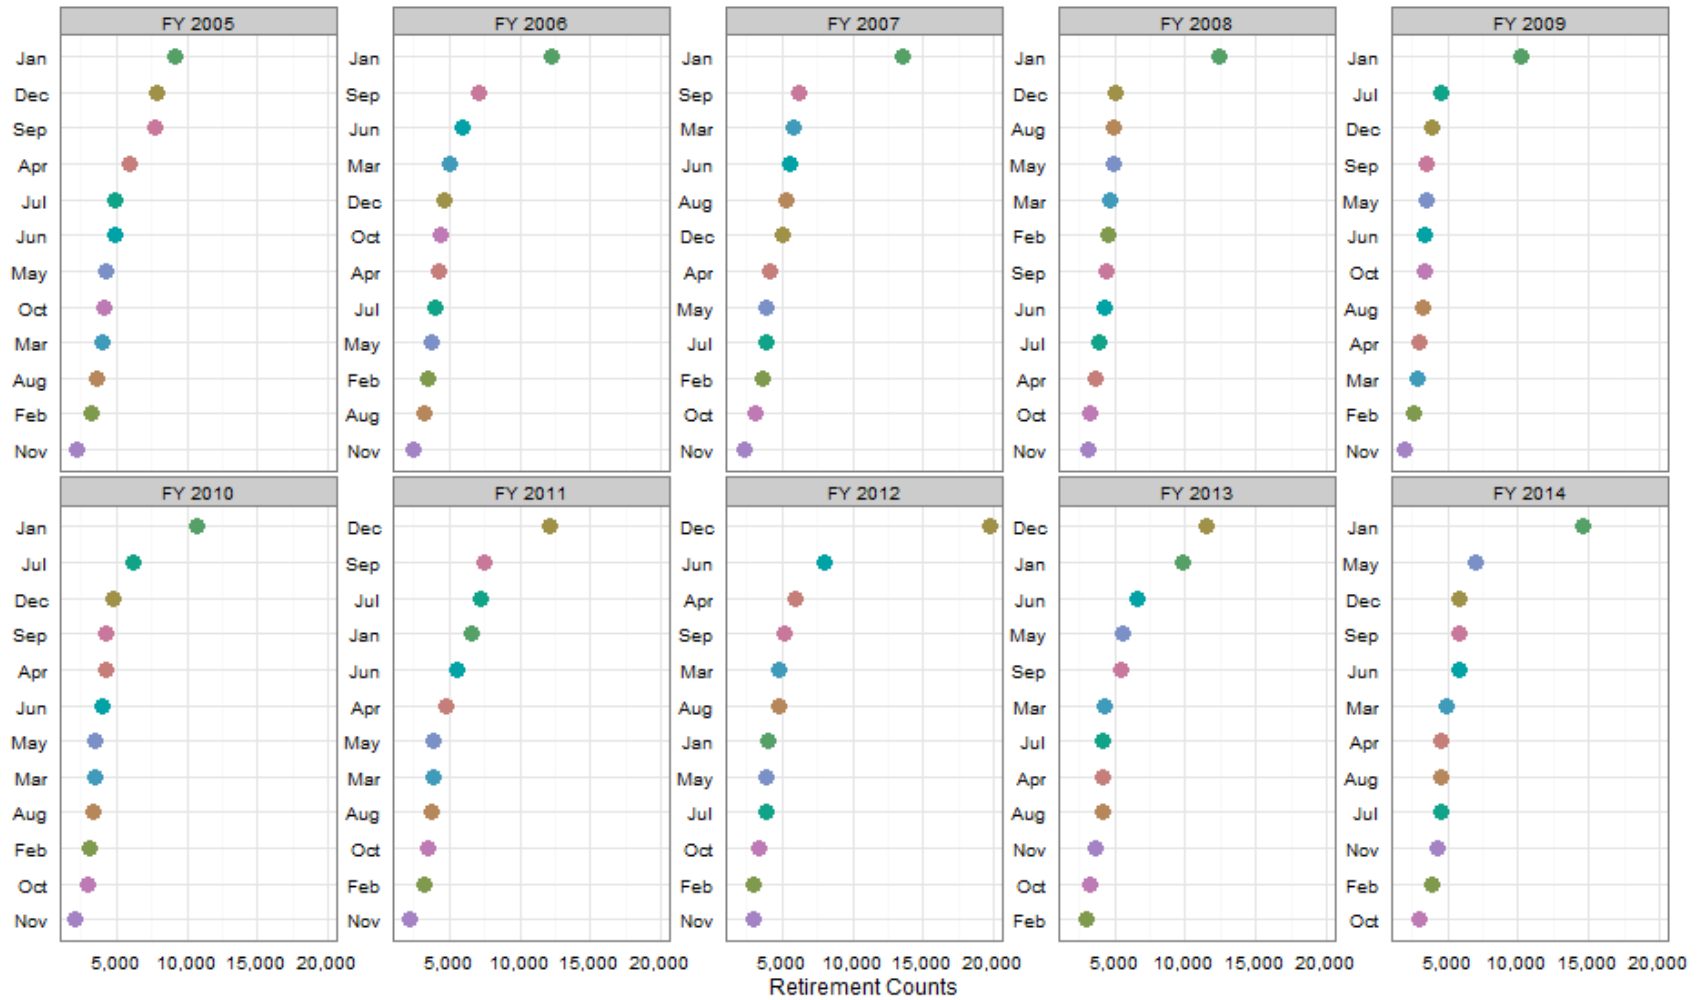 FY 2005
FY 2006
FY 2007
FY 2008
FY 2009
Jan
Dec
Sep
Apr
Jul
Jun
May
Oct
Mar
Aug
Feb
Nov
Jan
Sep
Jun
Mar
Dec
Oct
Apr
Jul
May
Feb
Aug
Nov
Jan
Sep
Mar
Jun
Aug
Dec
Apr
May
Jul
Feb
Oct
Nov
Jan
Dec
Aug
May
Mar
Feb
Sep
Jun
Jul
Apr
Oct
Nov
Jan
Jul
Dec
Sep
May
Jun
Oct
Aug
Apr
Mar
Feb
Nov
FY 2010
FY 2011
FY 2012
FY 2013
FY 2014
Jan
Jul
Dec
Sep
Apr
Jun
May
Mar
Aug
Feb
Oct
Nov
Dec
Sep
Jul
Jan
Jun
Apr
May
Mar
Aug
Oct
Feb
Nov
Dec
Jun
Apr
Sep
Mar
Aug
Jan
May
Jul
Oct
Feb
Nov
Dec
Jan
Jun
May
Sep
Mar
Jul
Apr
Aug
Nov
Oct
Feb
Jan
May
Dec
Sep
Jun
Mar
Apr
Aug
Jul
Nov
Feb
Oct
5,000 10,000 15,000 20,000
5,000 10,000 15,000
5,000 10,000 15,000 20,000
5,000 10,000 15,000 20,000
5,000 10,000 15,000 20,000
Retirement Counts